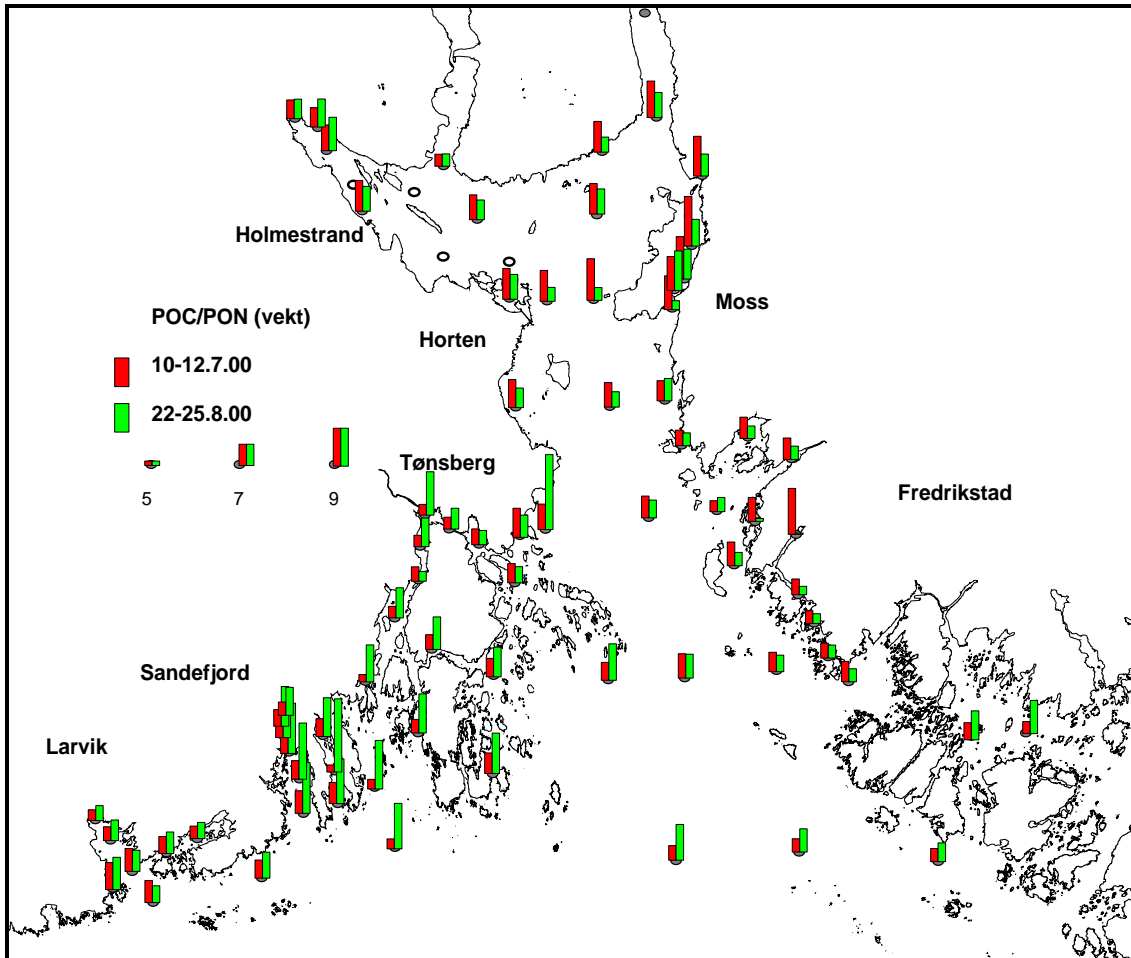 Holmestrand
Moss
POC/PON (vekt)
Horten
10-12.7.00
22-25.8.00
Tønsberg
5 7 9
Fredrikstad
Sandefjord
Larvik